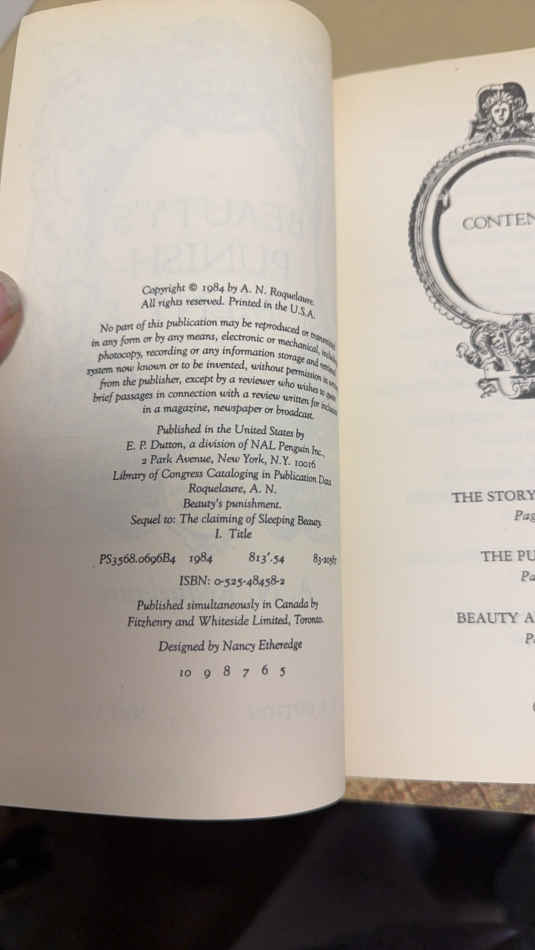 Copyright © 1984 by A. N. Roquelaure.
All rights reserved. Printed in the U.S.A.
No part of this publication may be reproduced or transmitted
in any form or by any means, electronic or mechanical,
photocopy, recording or any information storage and
system now known or to be invented, without permission in
from the publisher, except by a reviewer who wishes to
brief passages in connection with a review written for
in a magazine, newspaper or broadcast.
Published in the United States by
E. P. Dutton, a division of NAL Penguin Inc.,
2 Park Avenue, New York, N.Y. 10016
Library of Congress Cataloging in Publication Data
Roquelaure, A. N.
Beauty's punishment.
Sequel to: The claiming of Sleeping Beauty.
I. Title
PS3568.0696B4 1984 813'.54
ISBN: 0-525-48458-2
Published simultaneously in Canada by
Fitzhenry and Whiteside Limited, Toronto.
Designed by Nancy Etheredge
10 9 8 7 6 5
CONTEN
THE STORY
Pag
THE PU
Pa
BEAUTY A
P